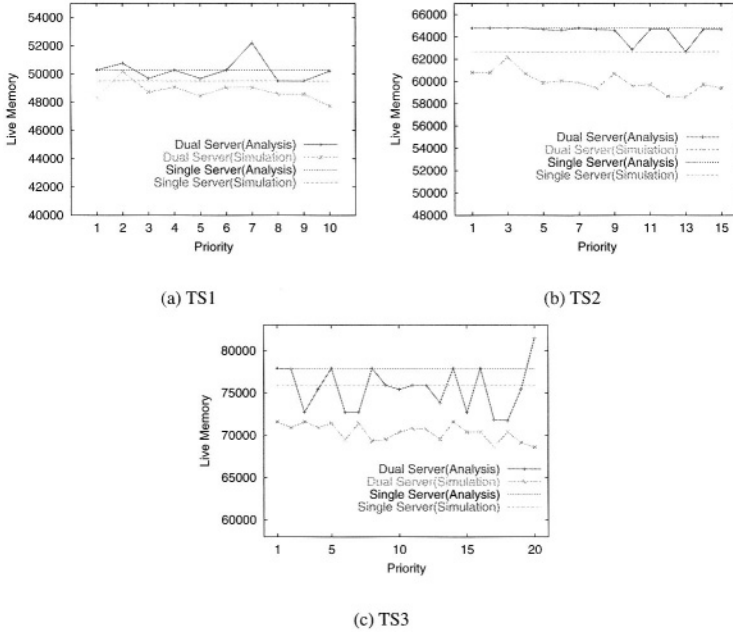 54000
52000
50000
48000
46000
44000
42000
40000
Live Memory
Dual Server(Analysis)
Dual Server(Simulation)
Single Server(Analysis)
Single Server(Simulation)
1 2 3 4 5 6 7 8 9 10
Priority
(a) TS1
66000
64000
62000
60000
58000
56000
54000
52000
50000
48000
Live Memory
Dual Server(Analysis)
Dual Server(Simulation)
Single Server(Analysis)
Single Server(Simulation)
1 3 5 7 9 11 13 15
Priority
(b) TS2
80000
75000
70000
65000
60000
Live Memory
Dual Server(Analysis)
Dual Server(Simulation)
Single Server(Analysis)
Single Server(Simulation)
1 5 10 15 20
Priority
(c) TS3